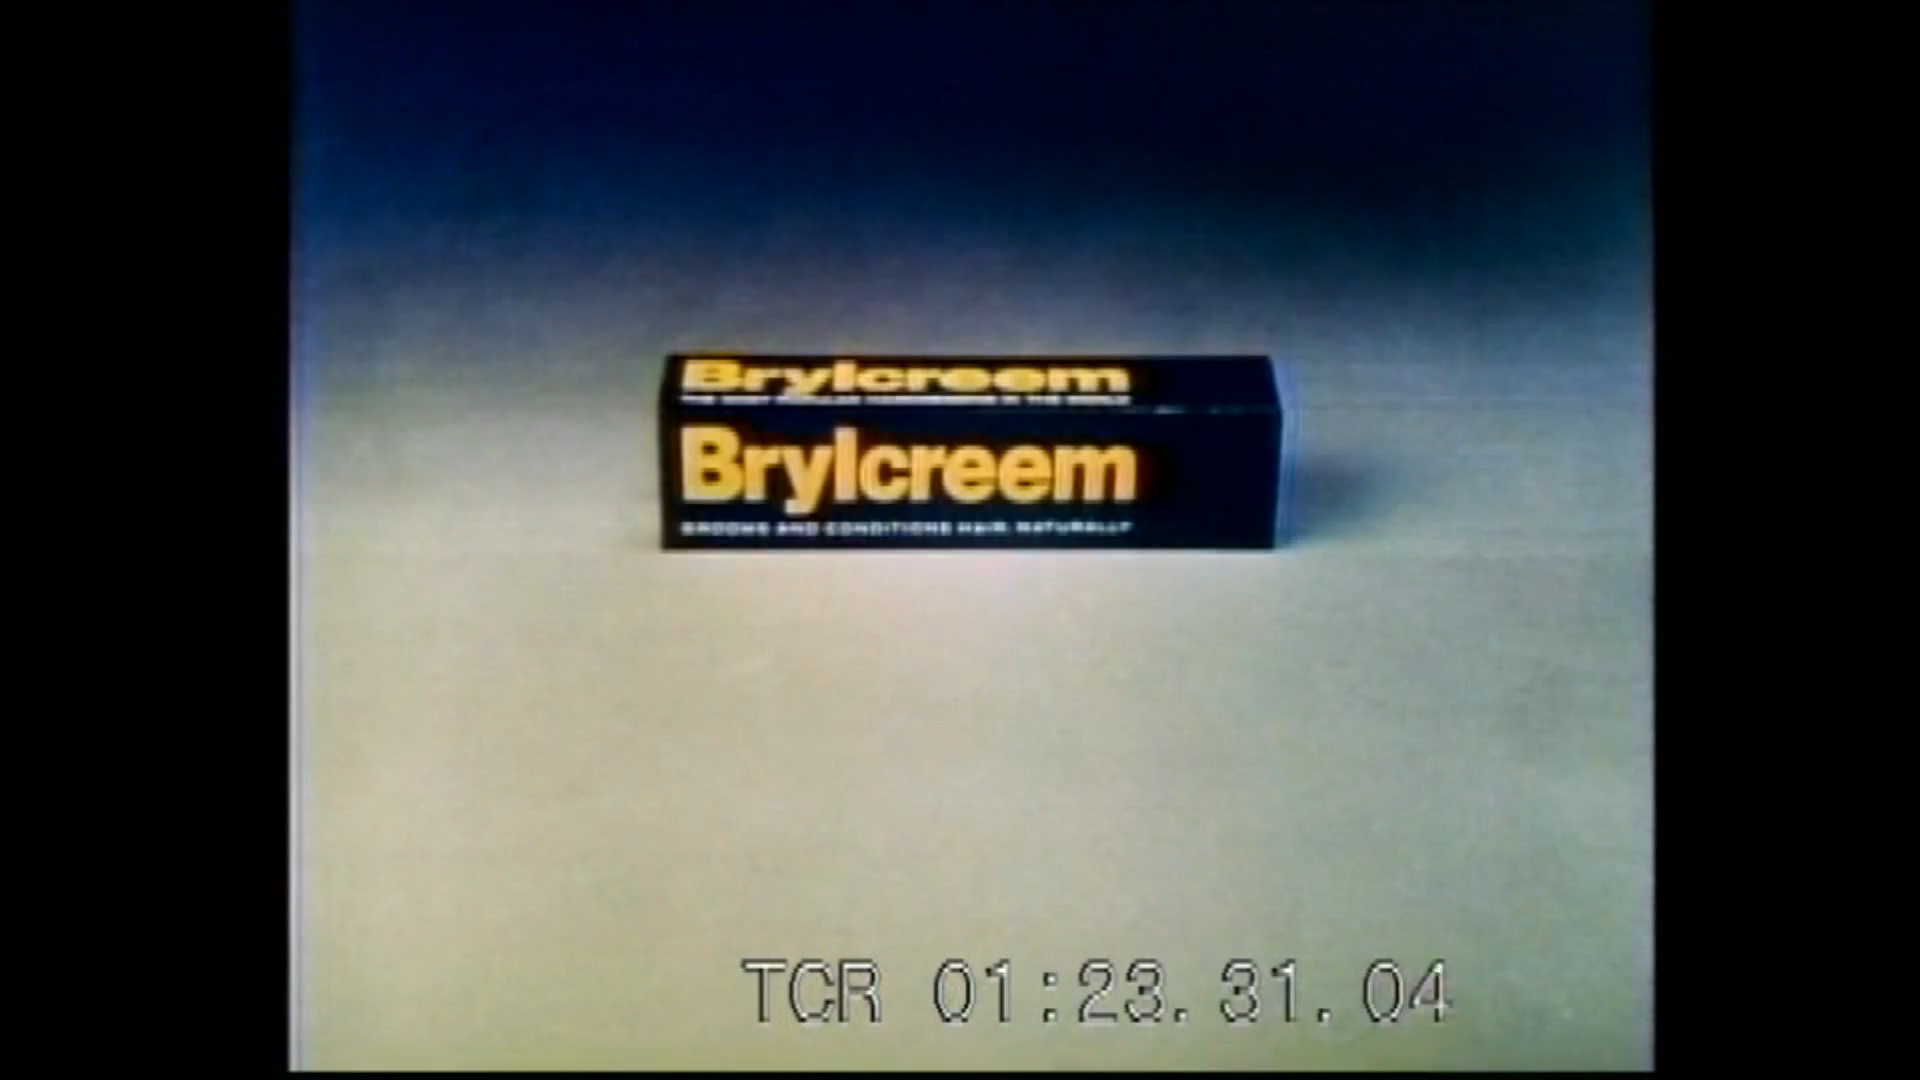 Brylcreem
Brylcreem
GROOMS AND CONDITIONS HAIR, NATURALLY
TCR 01:23.31.04